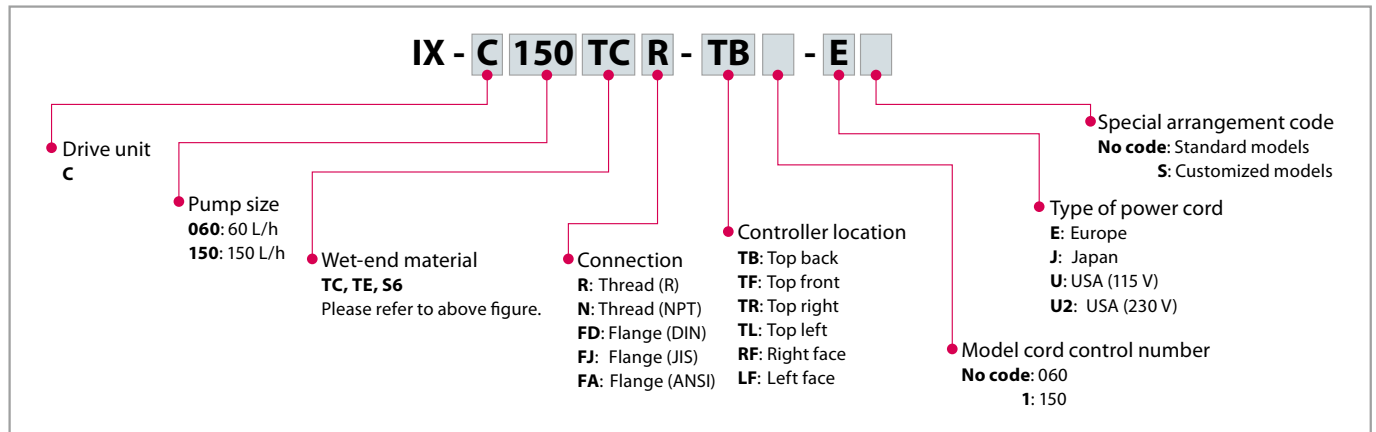 IX - C 150 TC R - TB - E
Drive unit
C
Pump size
060: 60 L/h
150: 150 L/h
Wet-end material
TC, TE, S6
Please refer to above figure.
Connection
R: Thread (R)
N: Thread (NPT)
FD: Flange (DIN)
FJ: Flange (JIS)
FA: Flange (ANSI)
Controller location
TB: Top back
TF: Top front
TR: Top right
TL: Top left
RF: Right face
LF: Left face
Model cord control number
No code: 060
1: 150
Type of power cord
E: Europe
J: Japan
U: USA (115 V)
U2: USA (230 V)
Special arrangement code
No code: Standard models
S: Customized models